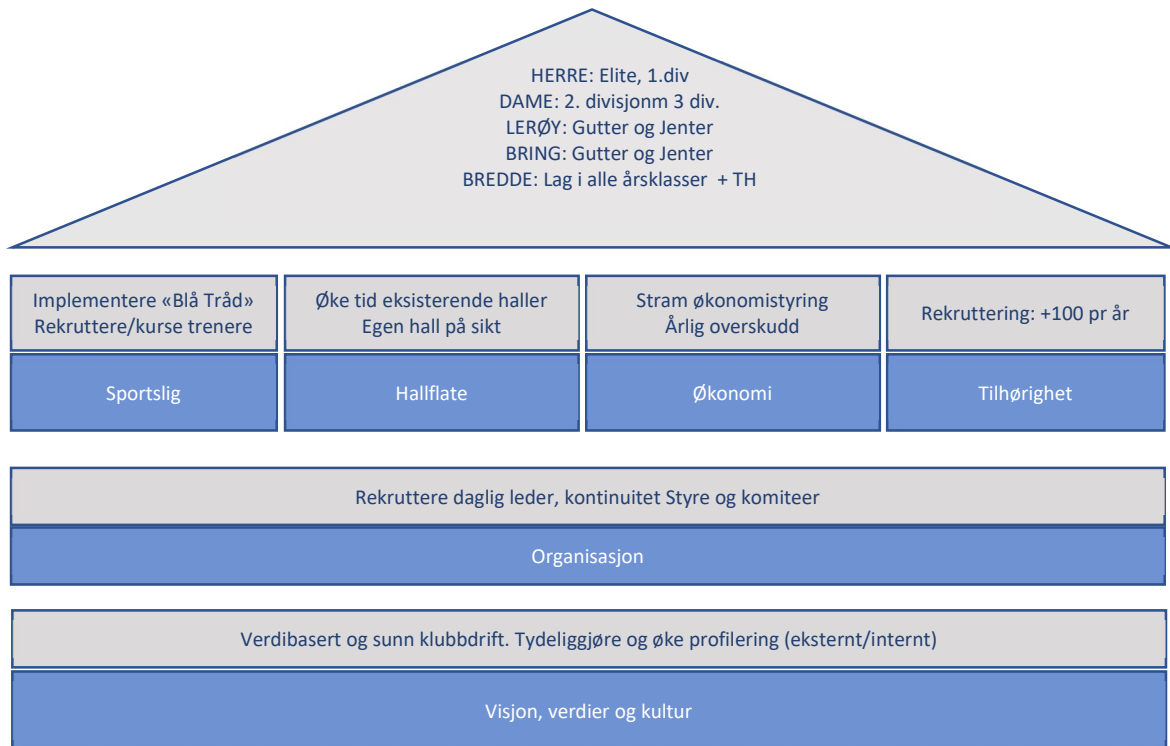 HERRE: Elite, 1.div
DAME: 2. divisjonm 3 div.
LERØY: Gutter og Jenter
BRING: Gutter og Jenter
BREDDE: Lag i alle årsklasser + TH
Implementere «Blå Tråd»
Rekruttere/kurse trenere
Øke tid eksisterende haller
Egen hall på sikt
Stram økonomistyring
Årlig overskudd
Rekruttering: +100 pr år
Sportslig
Hallflate
Økonomi
Tilhørighet
Rekruttere daglig leder, kontinuitet Styre og komiteer
Organisasjon
Verdibasert og sunn klubbdrift. Tydeliggjøre og øke profilering (eksternt/internt)
Visjon, verdier og kultur